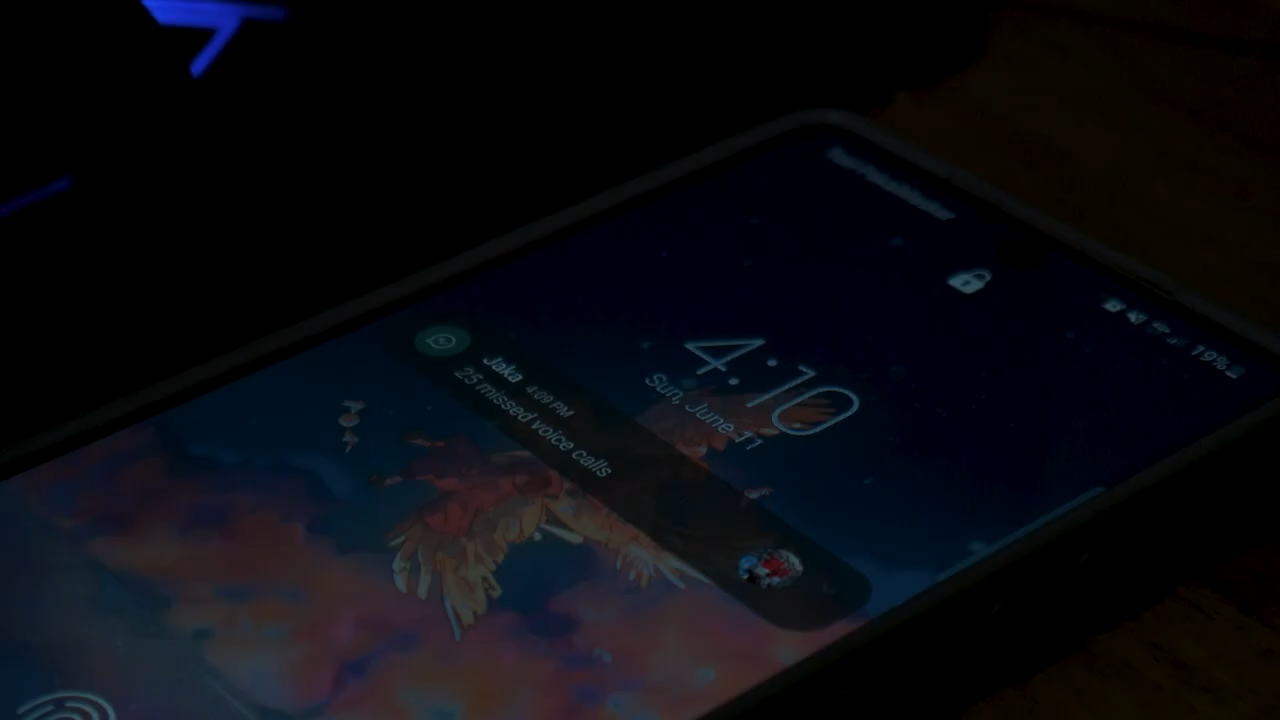 19%
4:10
Sun, June 11
Jaka 4:09 PM
25 missed voice calls